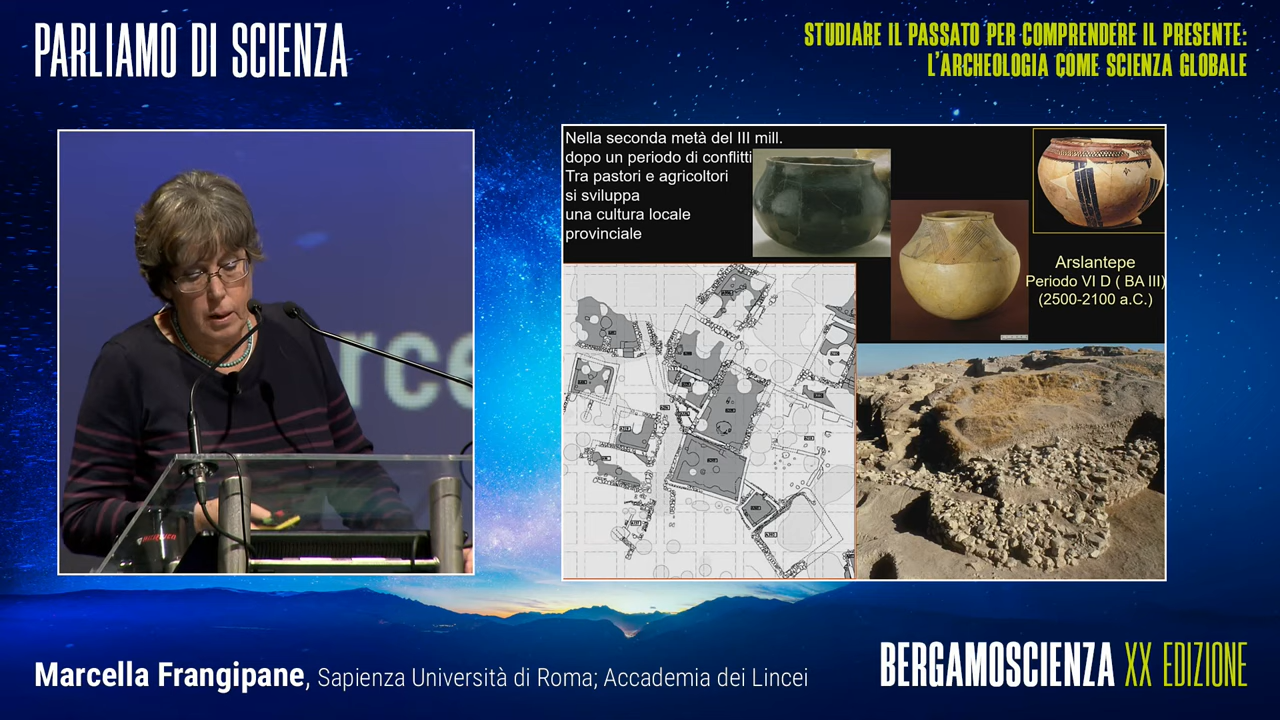 PARLIAMO DI SCIENZA
STUDIARE IL PASSATO PER COMPRENDERE IL PRESENTE:
L'ARCHEOLOGIA COME SCIENZA GLOBALE
Nella seconda metà del III mill.
dopo un periodo di conflitti
Tra pastori e agricoltori
si sviluppa
una cultura locale
provinciale
Arslantepe
Periodo VI D ( BA III)
(2500-2100 a.C.)
rce
Marcella Frangipane, Sapienza Università di Roma; Accademia dei Lincei
BERGAMOSCIENZA XX EDIZIONE